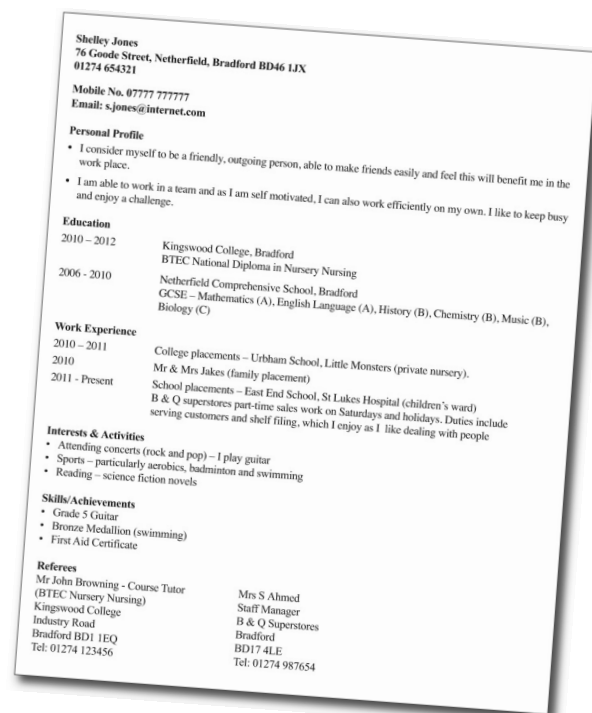 Shelley Jones
76 Goode Street, Netherfield, Bradford BD46 1JX
01274 654321
Mobile No. 07777 777777
Email: s.jones@internet.com
Personal Profile
• I consider myself to be a friendly, outgoing person, able to make friends easily and feel this will benefit me in the
work place.
• I am able to work in a team and as I am self motivated, I can also work efficiently on my own. I like to keep busy
and enjoy a challenge.
Education
2010 – 2012 Kingswood College, Bradford
BTEC National Diploma in Nursery Nursing
2006 - 2010 Netherfield Comprehensive School, Bradford
GCSE – Mathematics (A), English Language (A), History (B), Chemistry (B), Music (B),
Biology (C)
Work Experience
2010 – 2011 College placements – Urbham School, Little Monsters (private nursery).
2010 Mr & Mrs Jakes (family placement)
2011 - Present School placements – East End School, St Lukes Hospital (children's ward)
B & Q superstores part-time sales work on Saturdays and holidays. Duties include
serving customers and shelf filing, which I enjoy as I like dealing with people
Interests & Activities
• Attending concerts (rock and pop) – I play guitar
• Sports – particularly aerobics, badminton and swimming
• Reading – science fiction novels
Skills/Achievements
• Grade 5 Guitar
• Bronze Medallion (swimming)
• First Aid Certificate
Referees
Mr John Browning - Course Tutor
(BTEC Nursery Nursing)
Kingswood College
Industry Road
Bradford BD1 1EQ
Tel: 01274 123456
Mrs S Ahmed
Staff Manager
B & Q Superstores
Bradford
BD17 4LE
Tel: 01274 987654